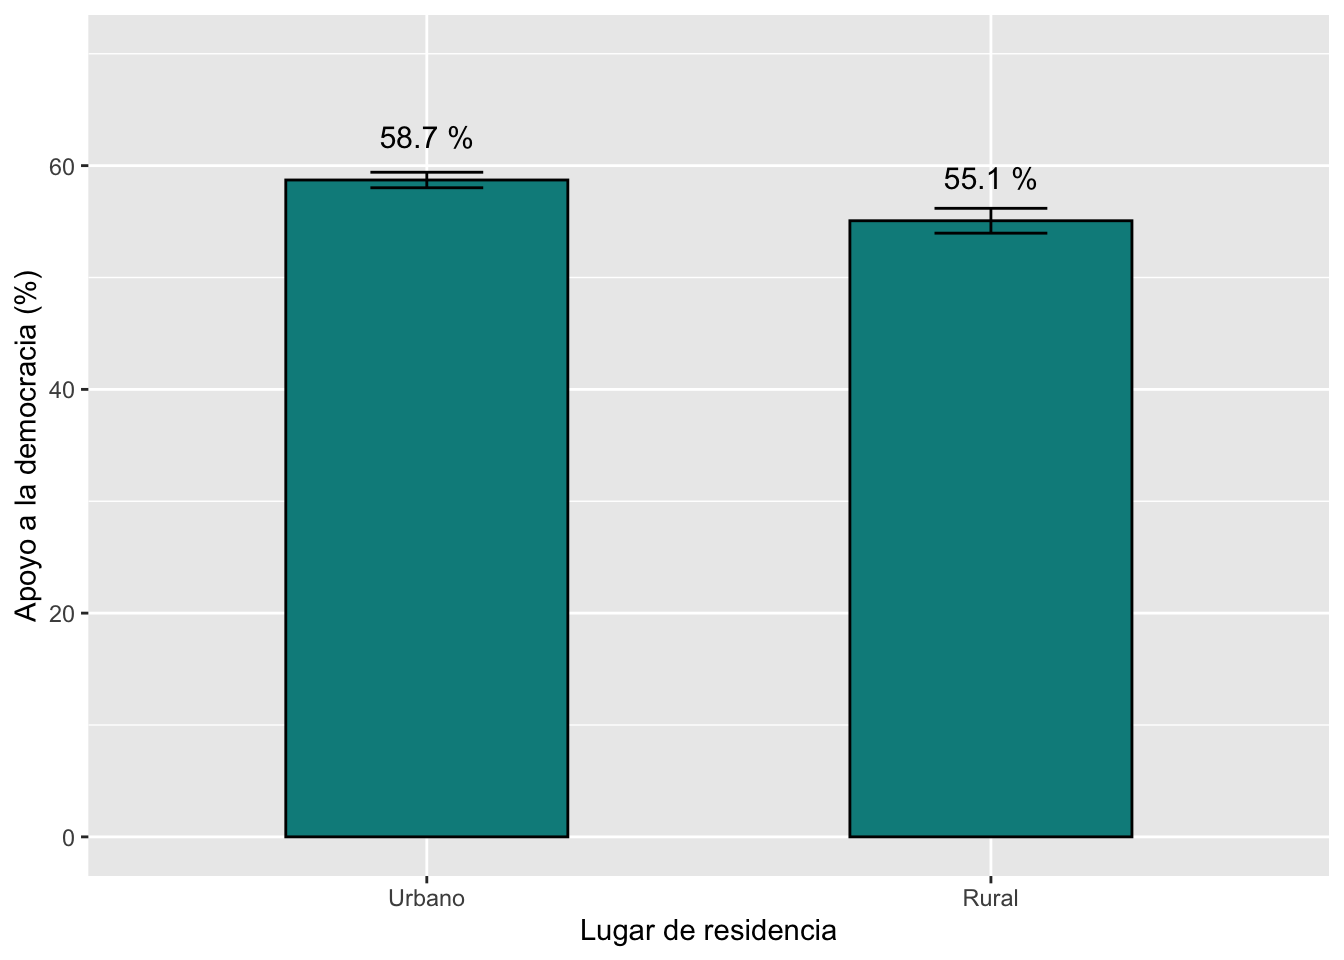 58.7 %
55.1 %
60
40
20
0
Apoyo a la democracia (%)
Urbano
Rural
Lugar de residencia